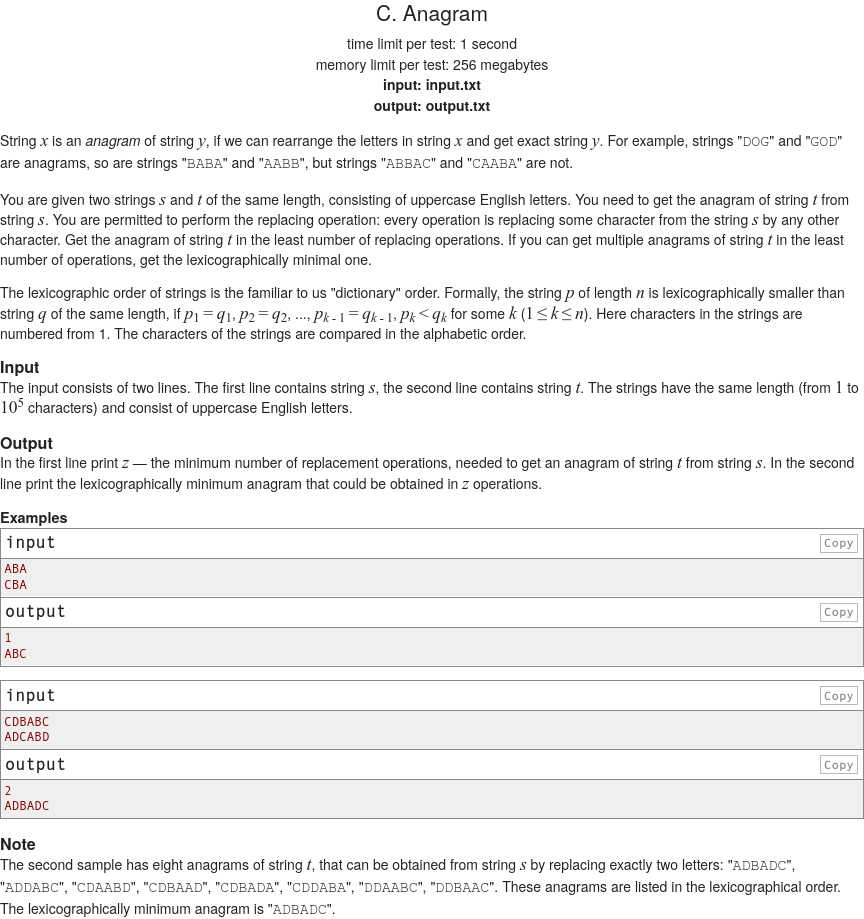 C. Anagram
time limit per test: 1 second
memory limit per test: 256 megabytes
input: input.txt
output: output.txt
String x is an anagram of string y, if we can rearrange the letters in string x and get exact string y. For example, strings "DOG" and "GOD"
are anagrams, so are strings "BABA" and "AABB", but strings "ABBAC" and "CAABA" are not.
You are given two strings s and t of the same length, consisting of uppercase English letters. You need to get the anagram of string t from
string s. You are permitted to perform the replacing operation: every operation is replacing some character from the string s by any other
character. Get the anagram of string t in the least number of replacing operations. If you can get multiple anagrams of string t in the least
number of operations, get the lexicographically minimal one.
The lexicographic order of strings is the familiar to us "dictionary" order. Formally, the string p of length n is lexicographically smaller than
string q of the same length, if p1 = q1, p2 = q2, ..., pk - 1 = qk - 1, pk < qk for some k (1 ≤ k ≤ n). Here characters in the strings are
numbered from 1. The characters of the strings are compared in the alphabetic order.
Input
The input consists of two lines. The first line contains string s, the second line contains string t. The strings have the same length (from 1 to
10^5 characters) and consist of uppercase English letters.
Output
In the first line print z — the minimum number of replacement operations, needed to get an anagram of string t from string s. In the second
line print the lexicographically minimum anagram that could be obtained in z operations.
Examples
input Copy
ABA
CBA
output Copy
1
ABC
input Copy
CDBABC
ADCABD
output Copy
2
ADBADC
Note
The second sample has eight anagrams of string t, that can be obtained from string s by replacing exactly two letters: "ADBADC",
"ADDABC", "CDAABD", "CDBAAD", "CDBADA", "CDDABA", "DDAABC", "DDBAAC". These anagrams are listed in the lexicographical order.
The lexicographically minimum anagram is "ADBADC".